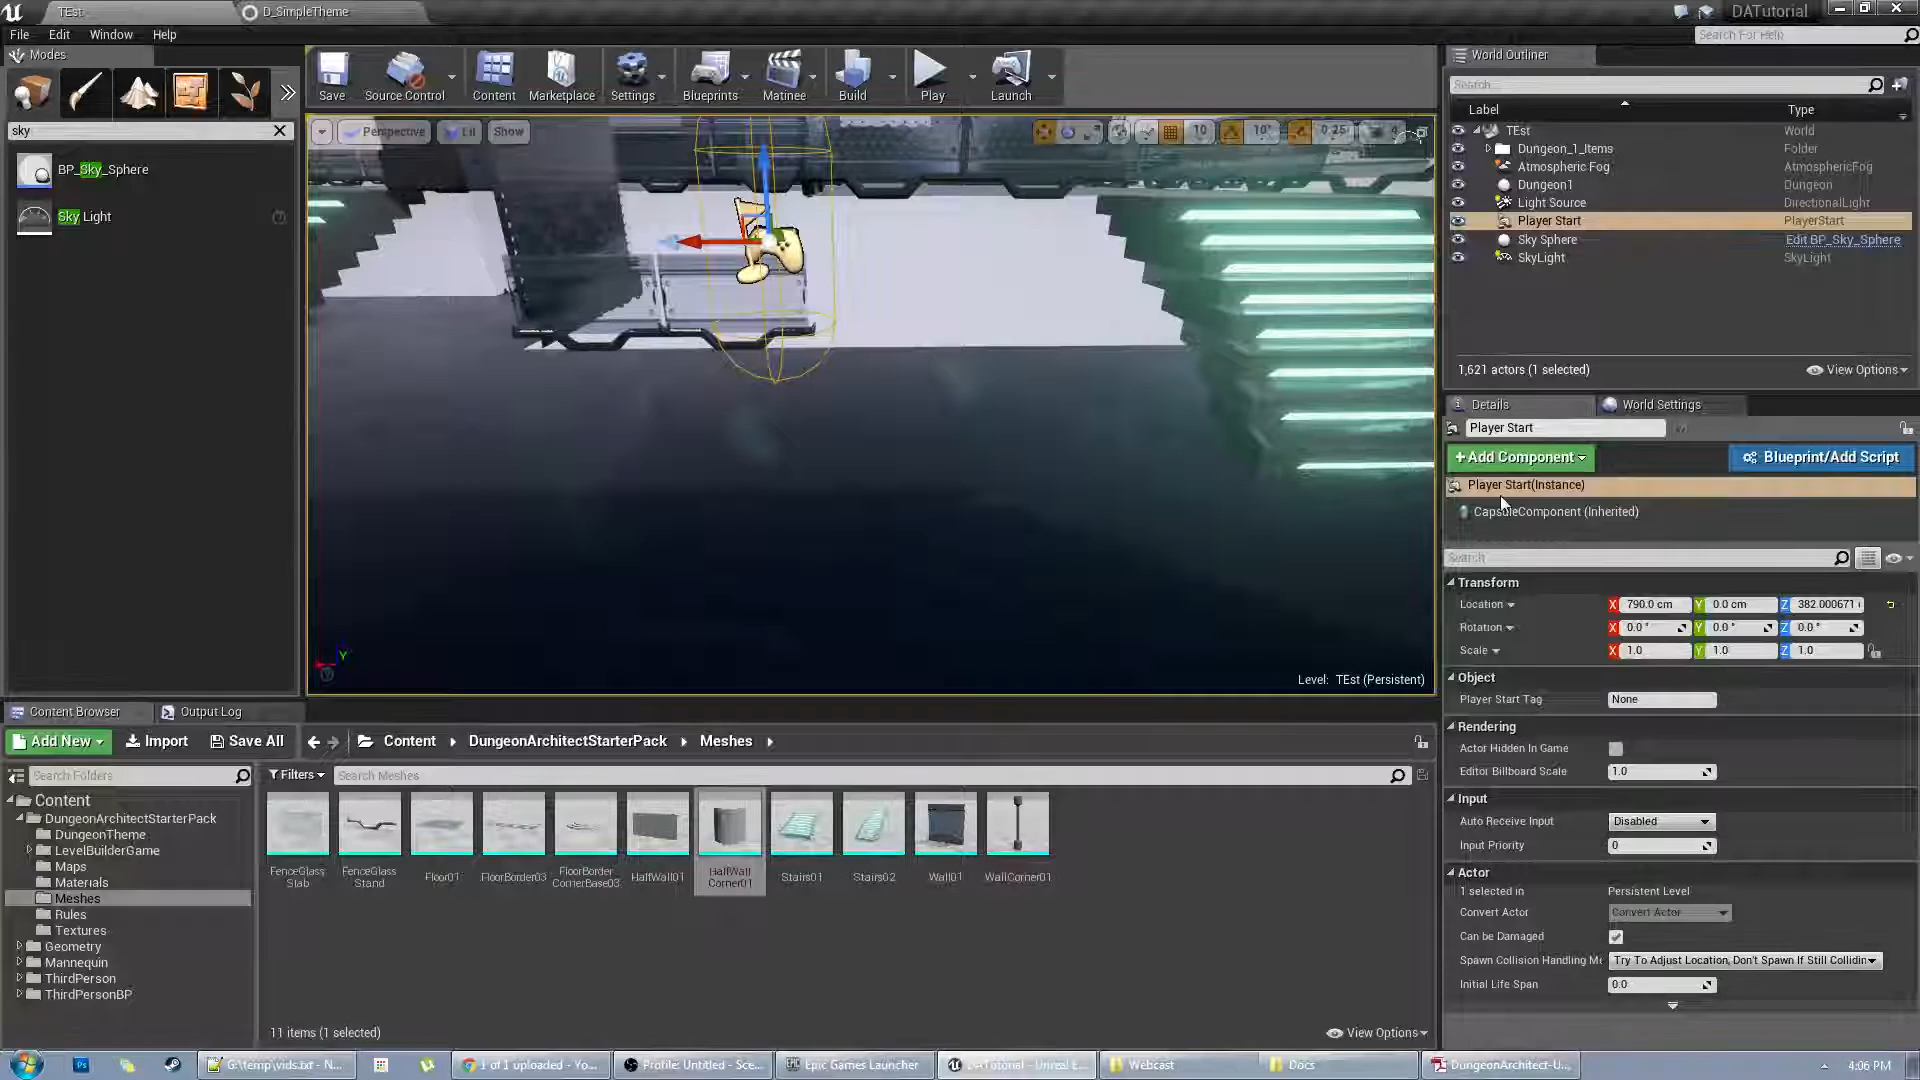 TEst
D_SimpleTheme
DATutorial
File Edit Window Help
Search For Help
Modes
sky
BP_Sky_Sphere
Sky Light
Save
Source Control
Content
Marketplace
Settings
Blueprints
Matinee
Build
Play
Launch
Perspective
Lit
Show
10
10°
0.25
4
Level: TEst (Persistent)
World Outliner
Search...
Label
Type
TEst World
Dungeon_1_Items Folder
Atmospheric Fog AtmosphericFog
Dungeon1 Dungeon
Light Source DirectionalLight
Player Start PlayerStart
Sky Sphere Edit BP_Sky_Sphere
SkyLight SkyLight
1,621 actors (1 selected)
View Options
Details
World Settings
Player Start
+Add Component
Blueprint/Add Script
Player Start(Instance)
CapsuleComponent (Inherited)
Search
Transform
Location X 790.0 cm Y 0.0 cm Z 382.000671
Rotation X 0.0 ° Y 0.0 ° Z 0.0 °
Scale X 1.0 Y 1.0 Z 1.0
Object
Player Start Tag None
Rendering
Actor Hidden In Game
Editor Billboard Scale 1.0
Input
Auto Receive Input Disabled
Input Priority 0
Actor
1 selected in Persistent Level
Convert Actor Convert Actor
Can be Damaged
Spawn Collision Handling Me Try To Adjust Location, Don't Spawn If Still Collidin
Initial Life Span 0.0
Content Browser
Output Log
Add New
Import
Save All
Content
DungeonArchitectStarterPack
Meshes
Search Folders
Filters
Search Meshes
Content
DungeonArchitectStarterPack
DungeonTheme
LevelBuilderGame
Maps
Materials
Meshes
Rules
Textures
Geometry
Mannequin
ThirdPerson
ThirdPersonBP
FenceGlass Slab
FenceGlass Stand
Floor01
FloorBorder03
FloorBorder CornerBase03
HalfWall01
HalfWall Corner01
Stairs01
Stairs02
Wall01
WallCorner01
11 items (1 selected)
View Options
G:\temp\vids.txt - N...
1 of 1 uploaded - Yo...
Profile: Untitled - Sce...
Epic Games Launcher
Unreal E...
Webcast
Docs
DungeonArchitect-U...
4:06 PM